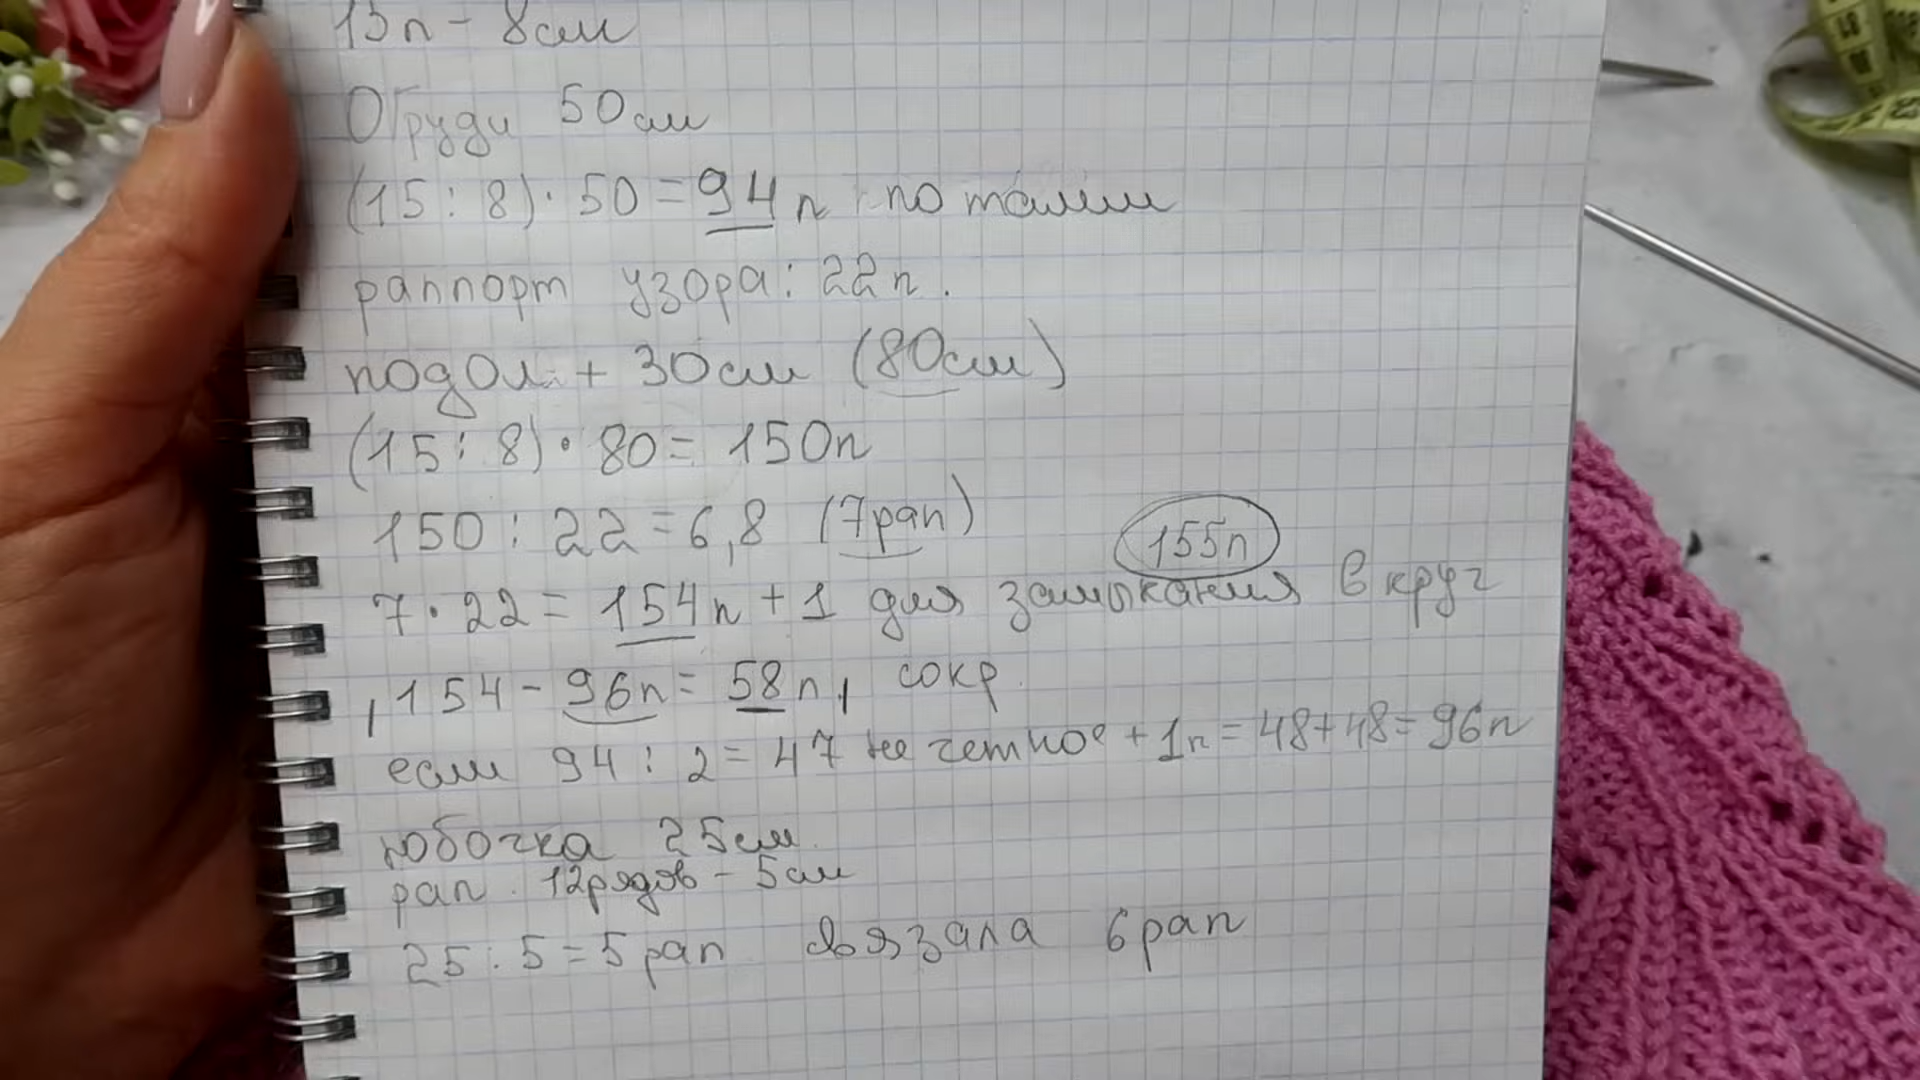 15п - 8см
Oгруди 50см
(15 : 8) · 50 = 94п по талии
раппорт узора: 22п.
подол + 30см (80см)
(15 : 8) · 80 = 150п
150 : 22 = 6,8 (7рап)
155п
7 · 22 = 154п + 1 для замыкания в круг
154 - 96п = 58п, сокр.
если 94 : 2 = 47 не четное + 1п = 48+48 = 96п
юбочка 25см.
рап. 12рядов - 5см
25 : 5 = 5рап связала 6рап